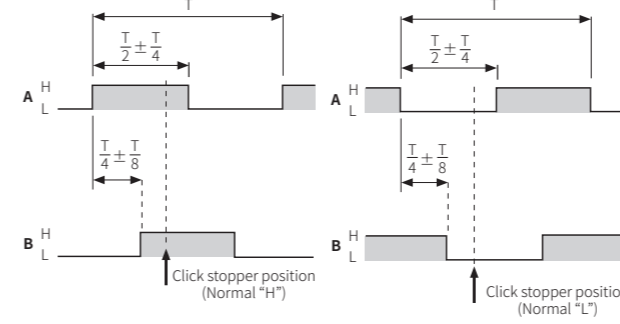 T
T
T/2 ± T/4
T/2 ± T/4
A H L
A H L
T/4 ± T/8
T/4 ± T/8
B H L
B H L
Click stopper position
(Normal “H”)
Click stopper positio
(Normal “L”)